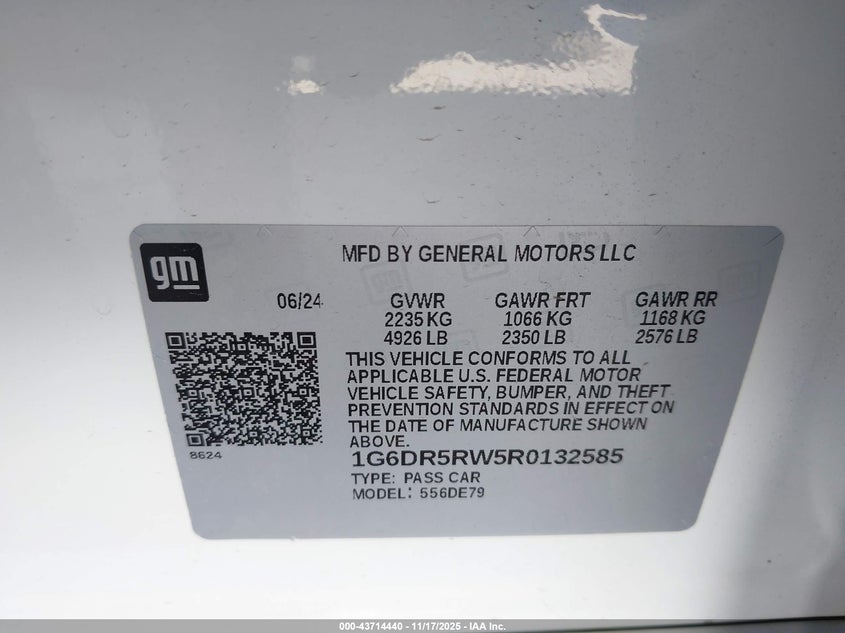 gm
MFD BY GENERAL MOTORS LLC
06/24 GVWR GAWR FRT GAWR RR
2235 KG 1066 KG 1168 KG
4926 LB 2350 LB 2576 LB
THIS VEHICLE CONFORMS TO ALL
APPLICABLE U.S. FEDERAL MOTOR
VEHICLE SAFETY, BUMPER, AND THEFT
PREVENTION STANDARDS IN EFFECT ON
THE DATE OF MANUFACTURE SHOWN
ABOVE.
8624
1G6DR5RW5R0132585
TYPE: PASS CAR
MODEL: 556DE79
000-43714440 - 11/17/2025 - IAA Inc.